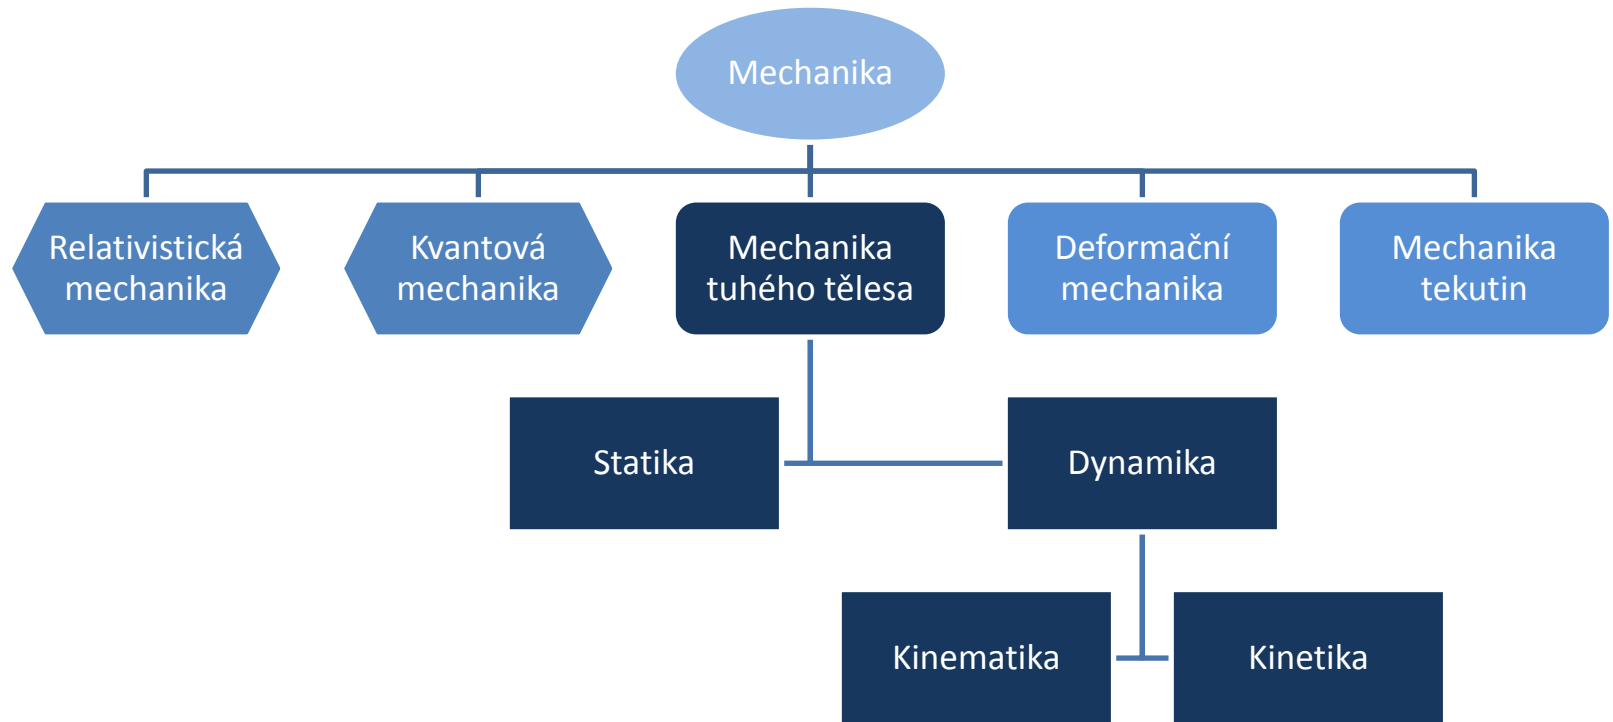 Mechanika
Relativistická
mechanika
Kvantová
mechanika
Mechanika
tuhého tělesa
Deformační
mechanika
Mechanika
tekutin
Statika
Dynamika
Kinematika
Kinetika